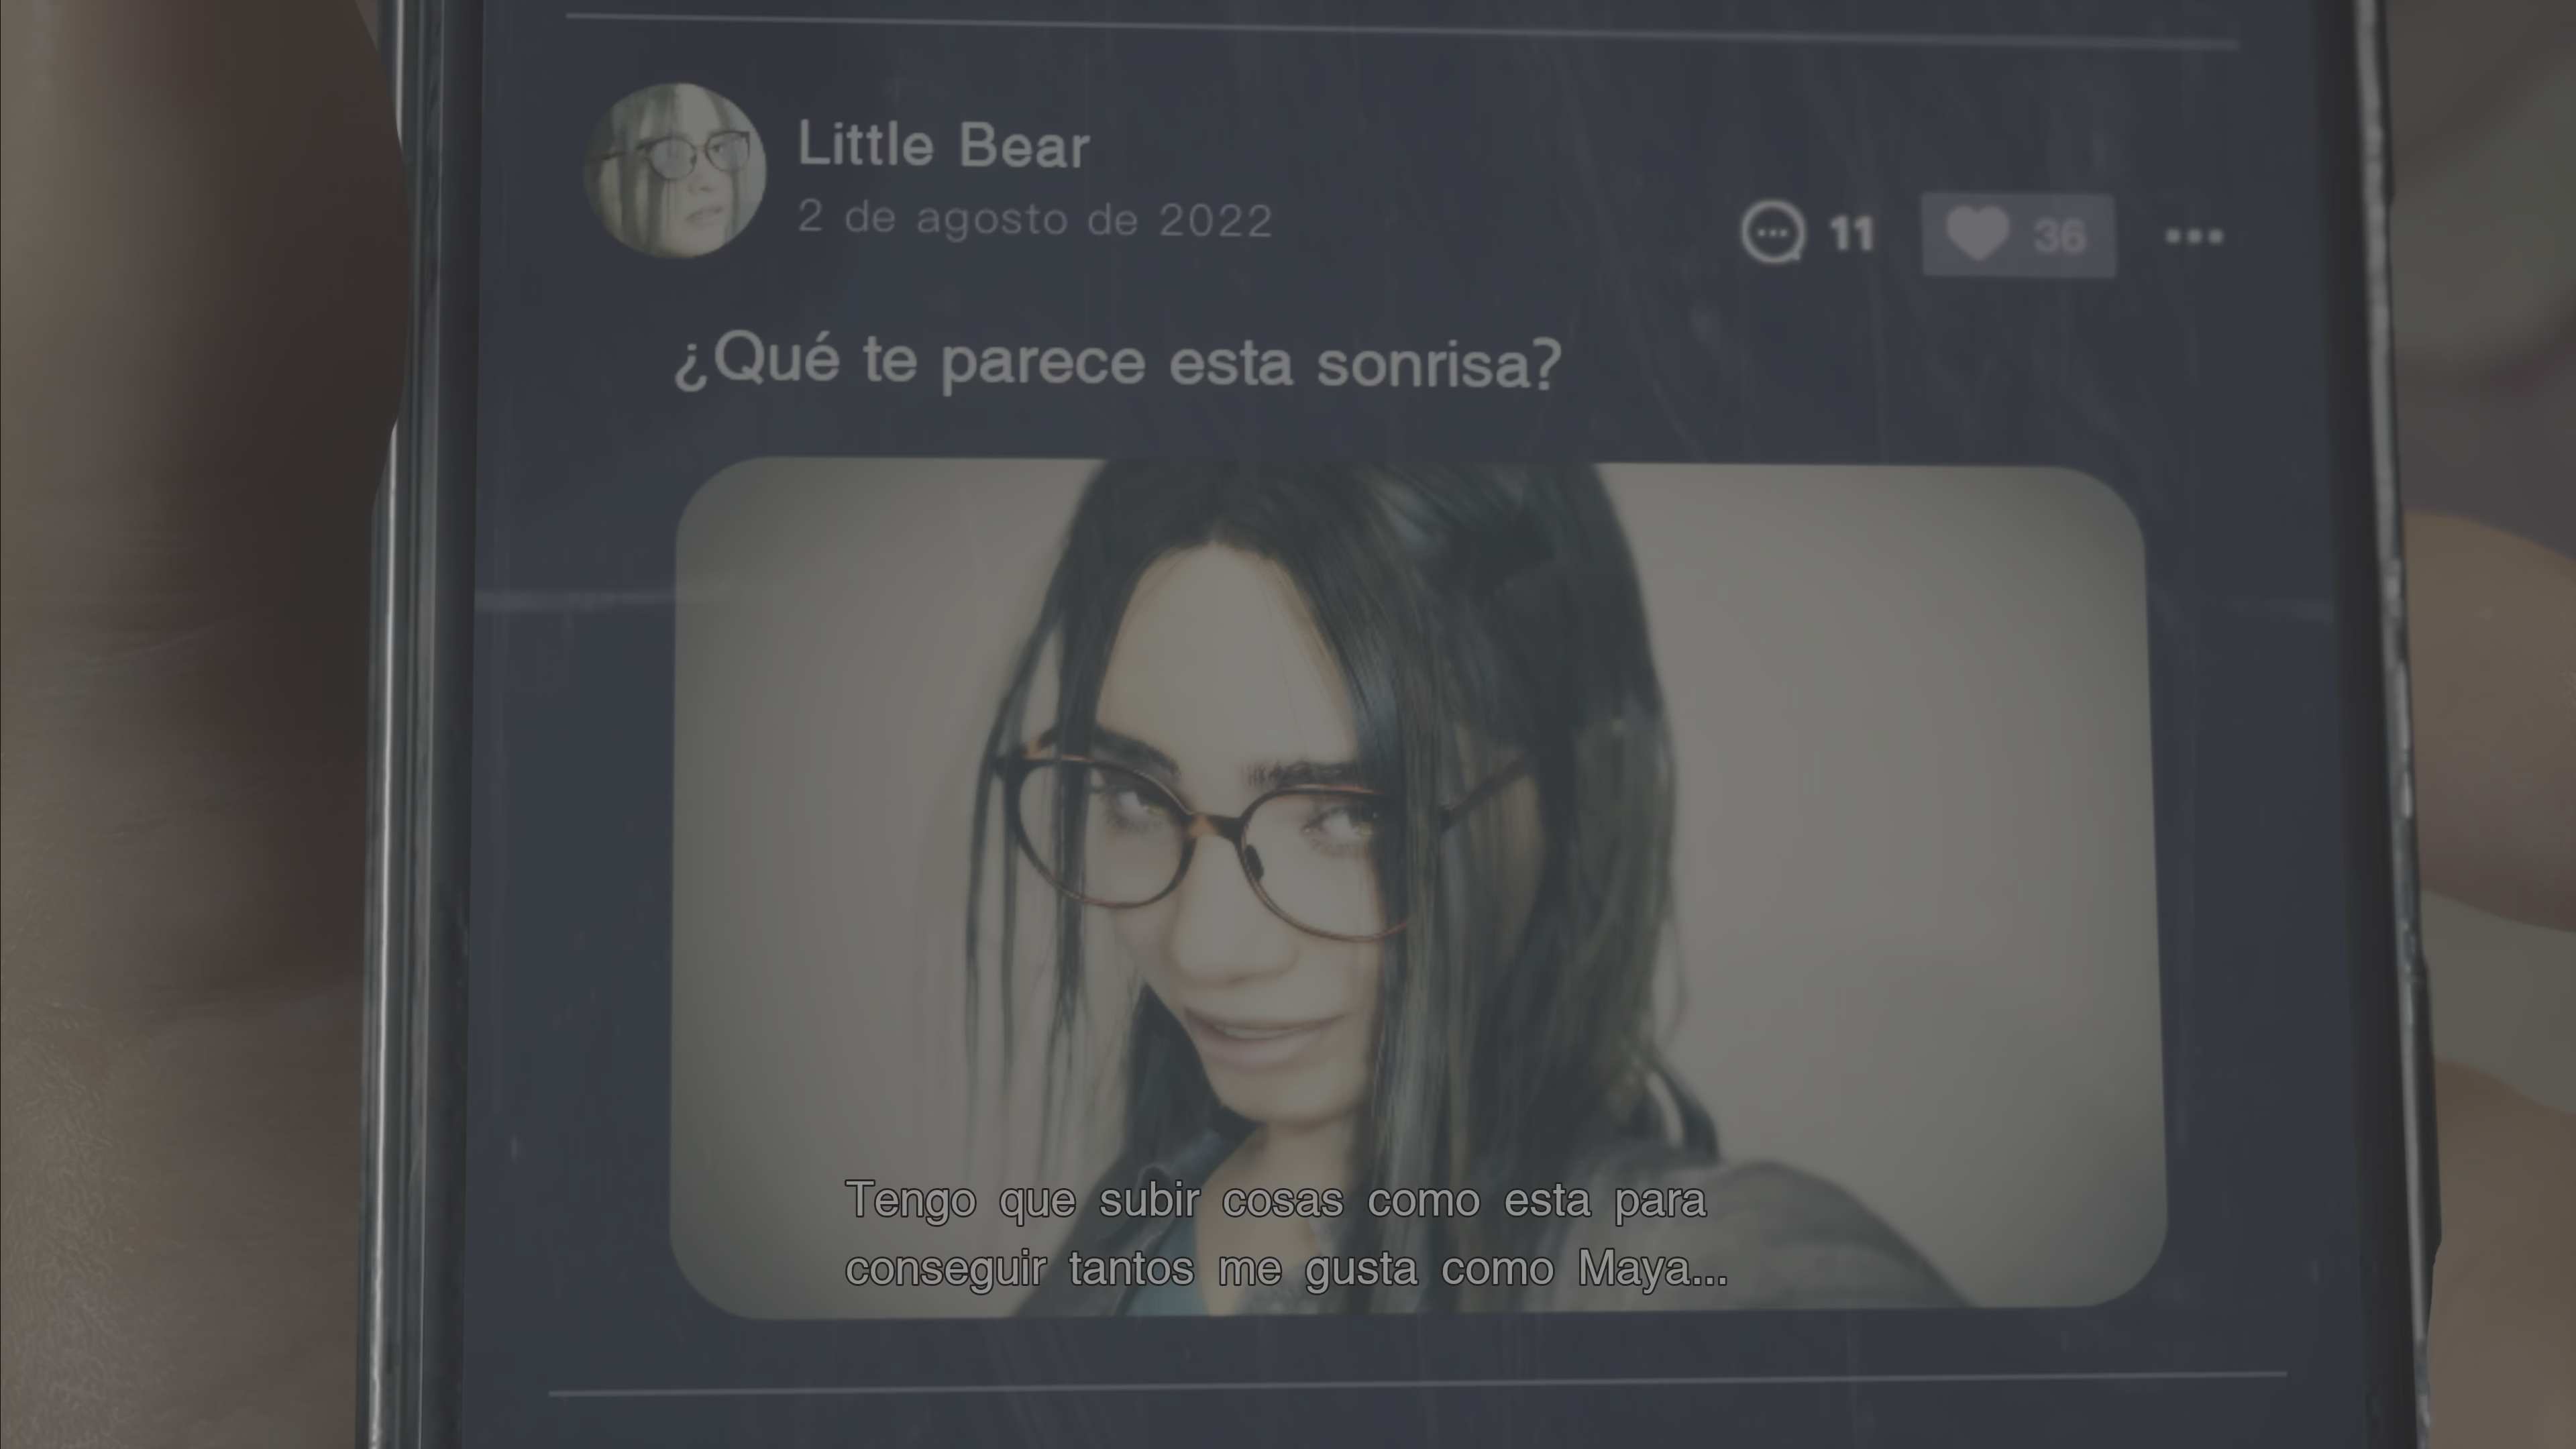 Little Bear
2 de agosto de 2022
11
36
¿Qué te parece esta sonrisa?
Tengo que subir cosas como esta para
conseguir tantos me gusta como Maya...